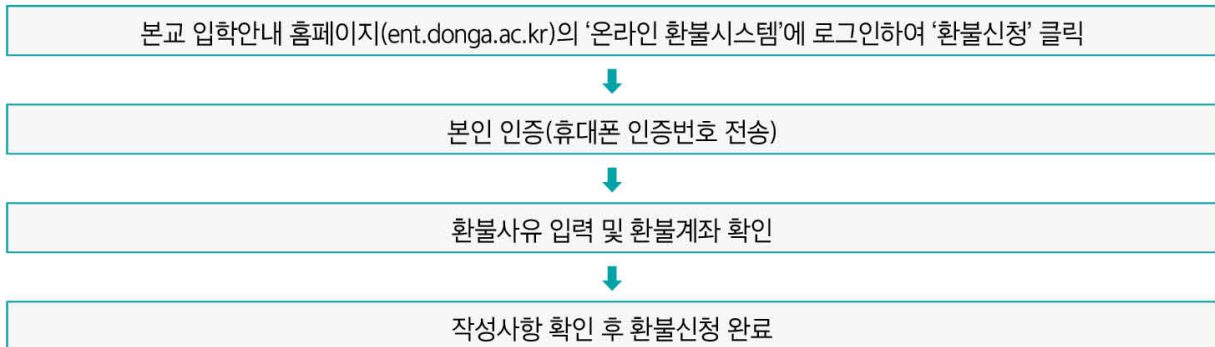 본교 입학안내 홈페이지(ent.donga.ac.kr)의 ‘온라인 환불시스템’에 로그인하여 ‘환불신청’ 클릭
본인 인증(휴대폰 인증번호 전송)
환불사유 입력 및 환불계좌 확인
작성사항 확인 후 환불신청 완료